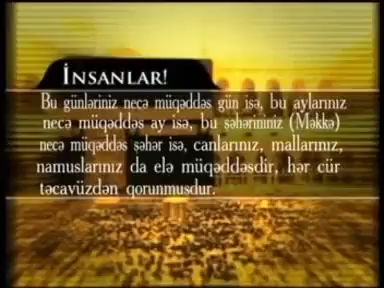 İNSANLAR!
Bu günləriniz necə müqəddəs gün isə, bu aylarınız
necə müqəddəs ay isə, bu şəhərininiz (Məkkə)
necə müqəddəs şəhər isə, canlarınız, mallarınız,
namuslarınız da elə müqəddəsdir, hər cür
təcavüzdən qorunmusdur.